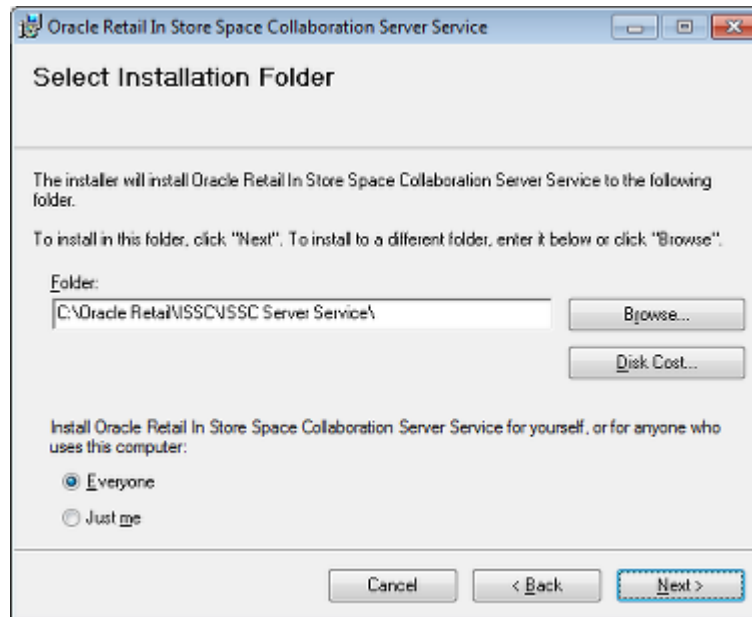 Oracle Retail In Store Space Collaboration Server Service
Select Installation Folder
The installer will install Oracle Retail In Store Space Collaboration Server Service to the following
folder.
To install in this folder, click "Next". To install to a different folder, enter it below or click "Browse".
Folder:
C:\Oracle Retail\ISSC\ISSC Server Service\
Browse...
Disk Cost...
Install Oracle Retail In Store Space Collaboration Server Service for yourself, or for anyone who
uses this computer:
Everyone
Just me
Cancel
< Back
Next >